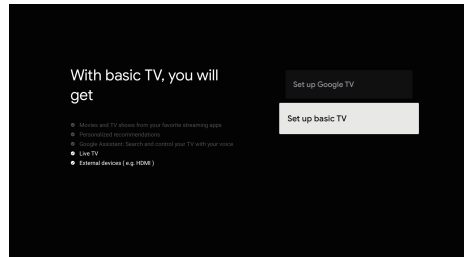 With basic TV, you will
get
Movies and TV shows from your favorite streaming apps
Personalized recommendations
Google Assistant: Search and control your TV with your voice
Live TV
External devices ( e.g. HDMI )
Set up Google TV
Set up basic TV